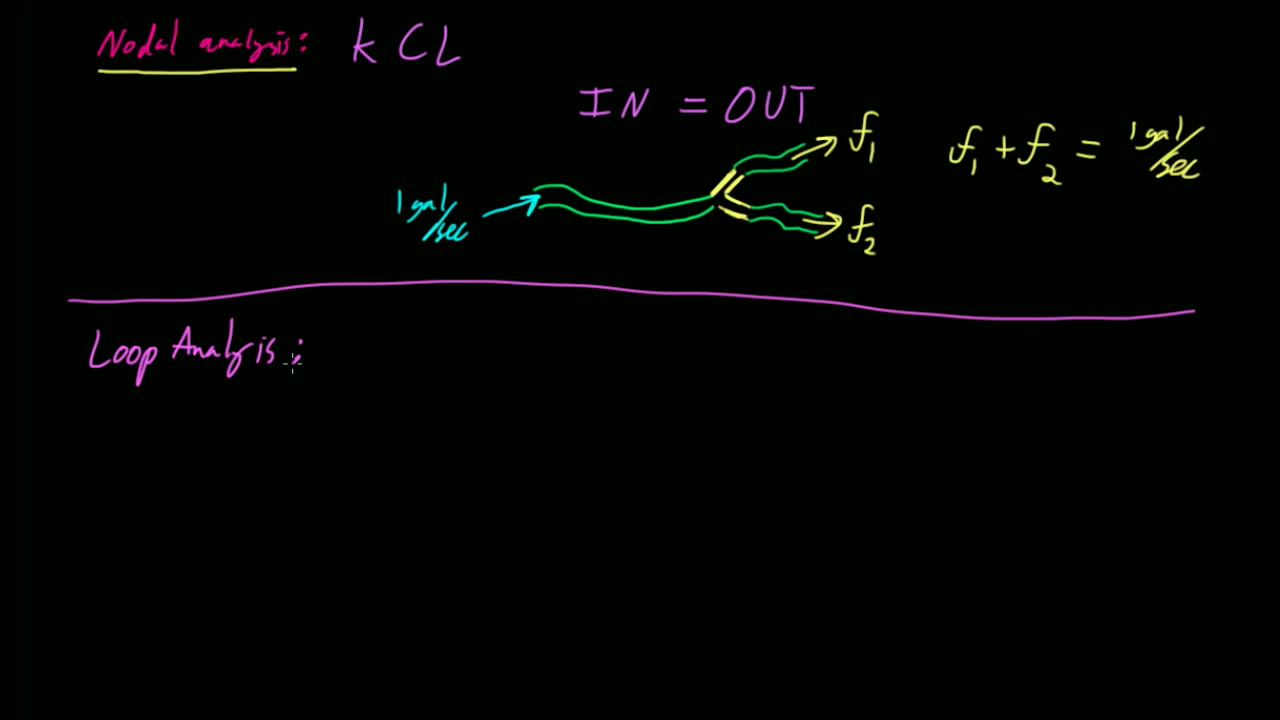 Nodal analysis: KCL
IN = OUT
1 gal/sec
f1
f2
f1 + f2 = 1 gal/sec
Loop Analysis: